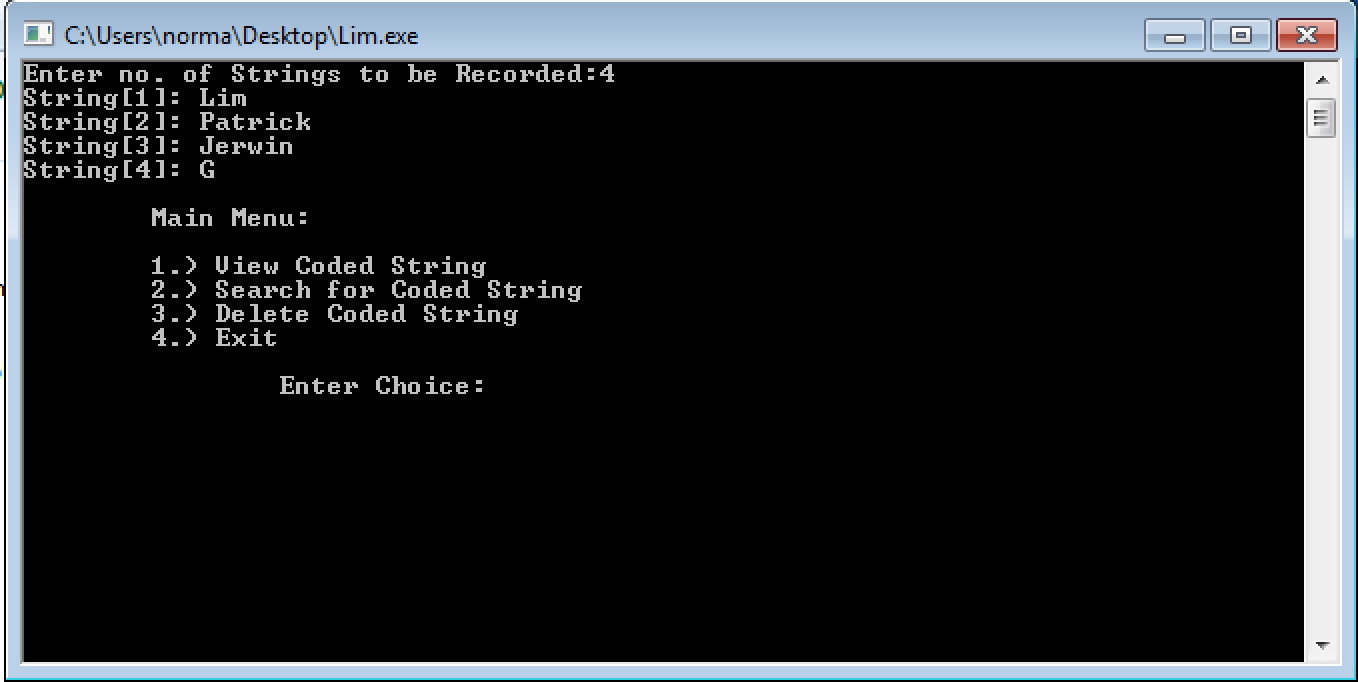 C:\Users\norma\Desktop\Lim.exe
Enter no. of Strings to be Recorded:4
String[1]: Lim
String[2]: Patrick
String[3]: Jerwin
String[4]: G
Main Menu:
1.) View Coded String
2.) Search for Coded String
3.) Delete Coded String
4.) Exit
Enter Choice: